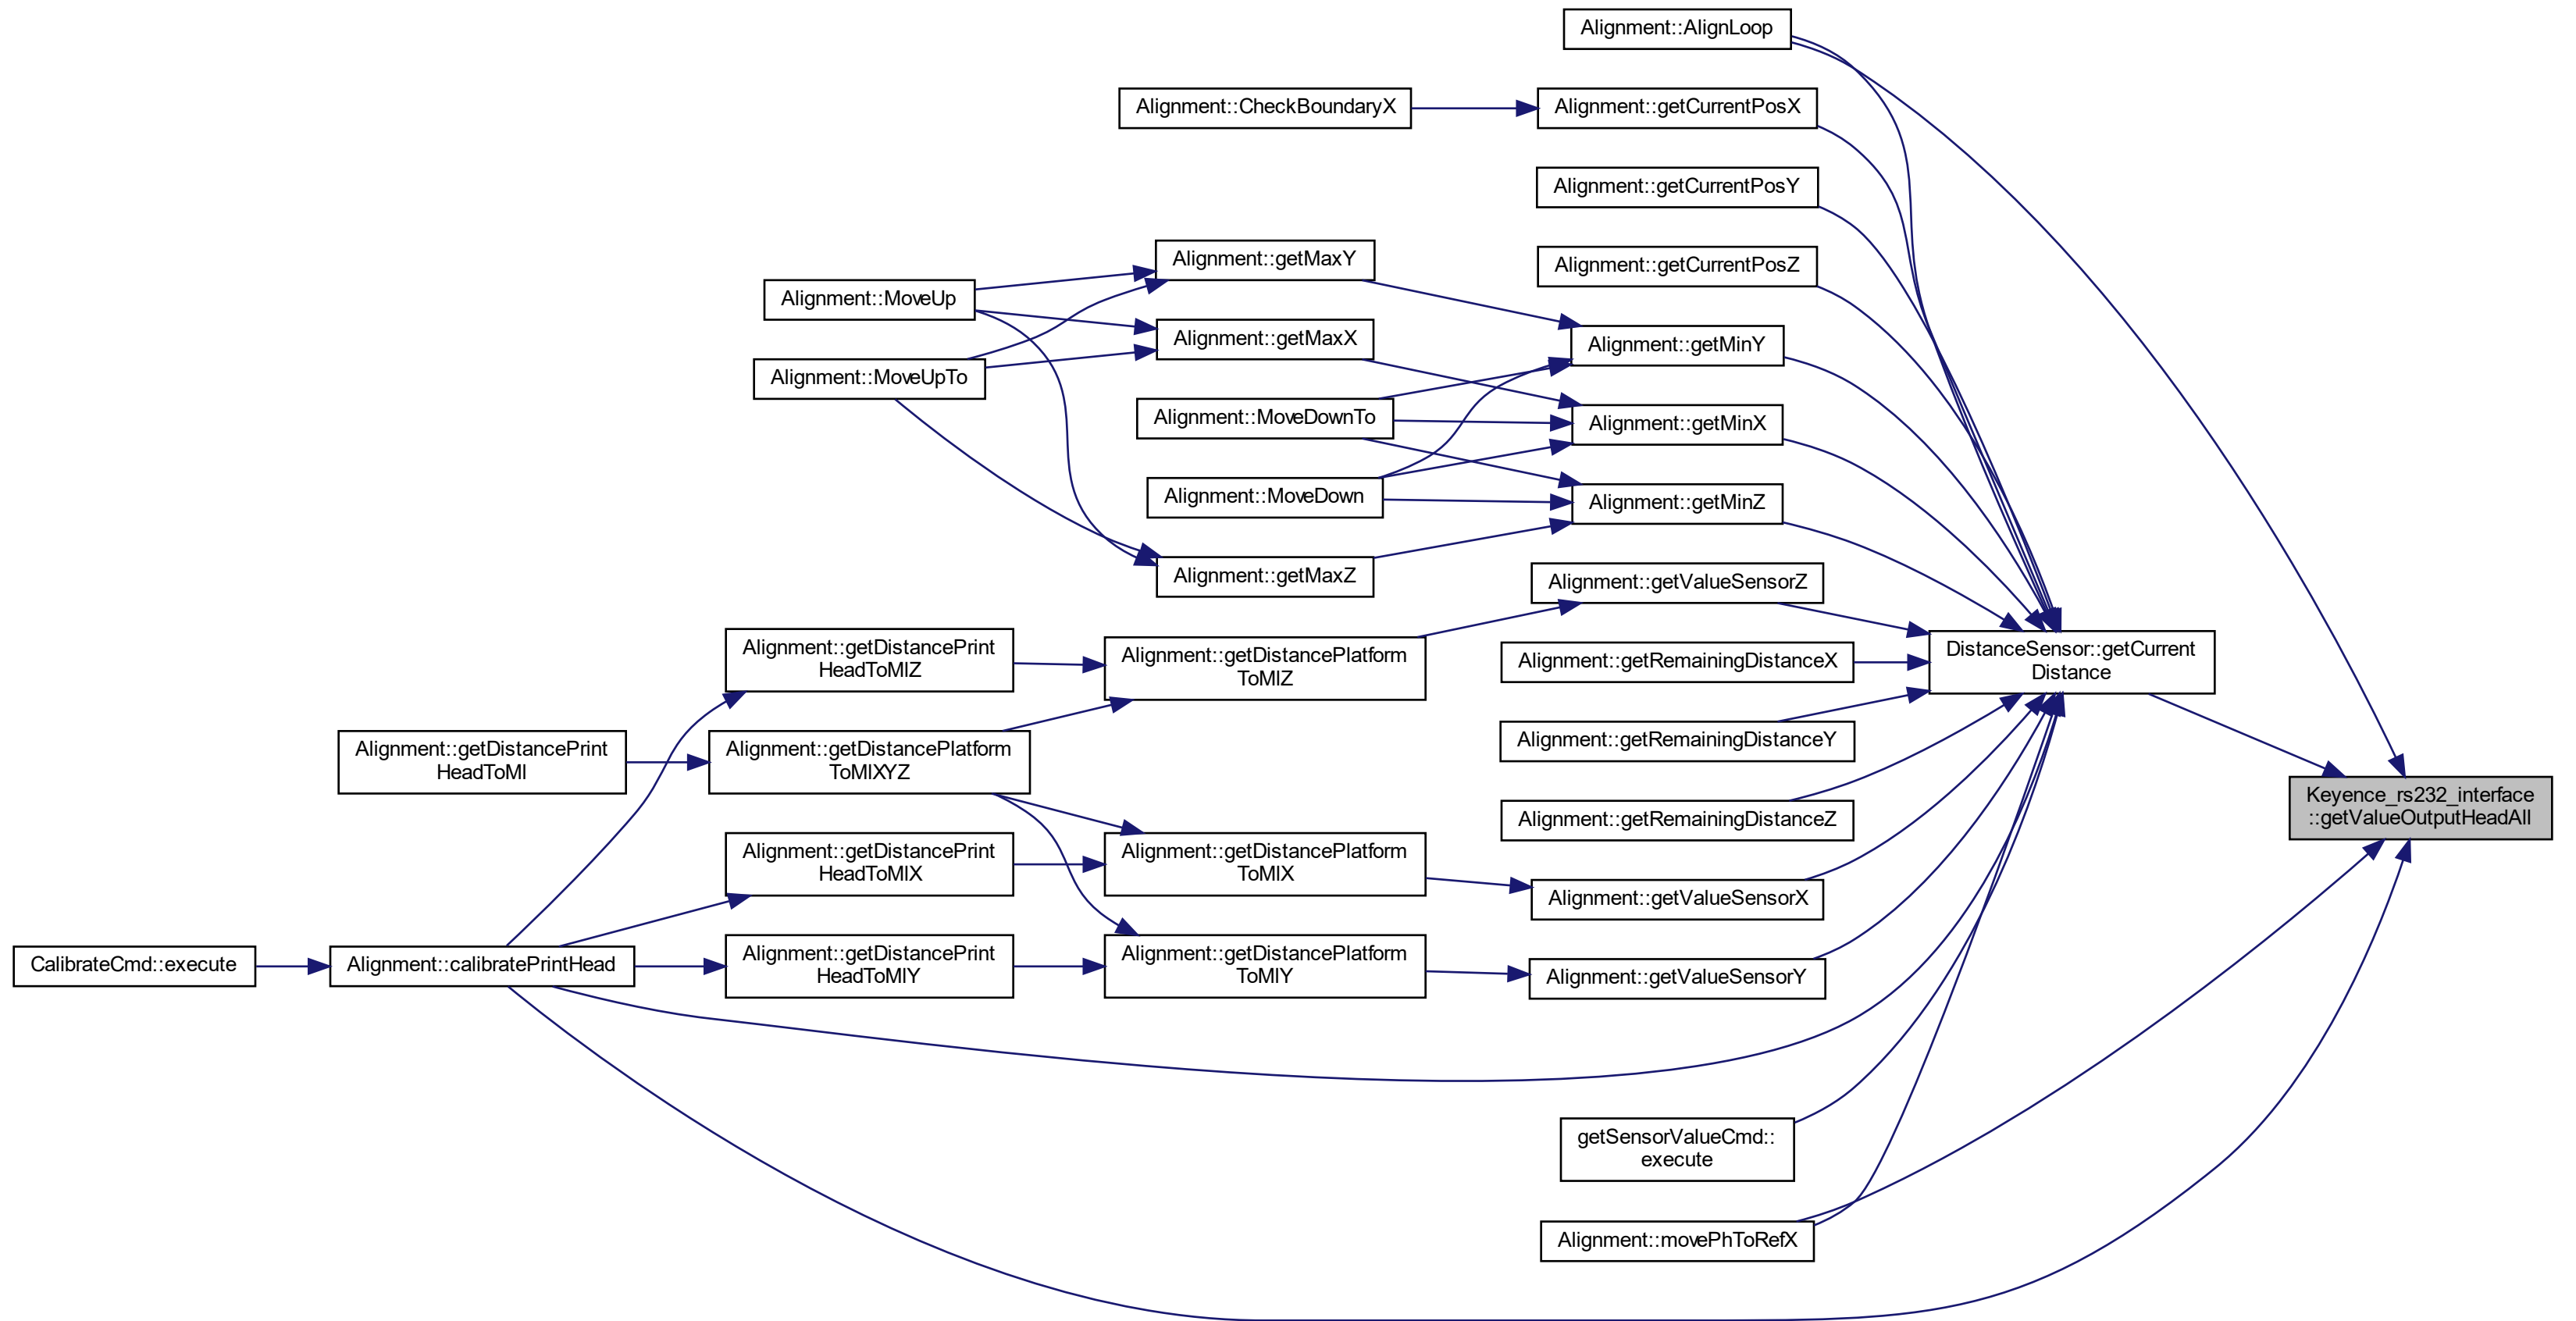 Alignment::AlignLoop
Alignment::CheckBoundaryX
Alignment::getCurrentPosX
Alignment::getCurrentPosY
Alignment::getMaxY
Alignment::getCurrentPosZ
Alignment::MoveUp
Alignment::getMaxX
Alignment::getMinY
Alignment::MoveUpTo
Alignment::MoveDownTo
Alignment::getMinX
Alignment::MoveDown
Alignment::getMinZ
Alignment::getMaxZ
Alignment::getValueSensorZ
Alignment::getDistancePrint
HeadToMIZ
Alignment::getDistancePlatform
ToMIZ
Alignment::getRemainingDistanceX
DistanceSensor::getCurrent
Distance
Alignment::getDistancePrint
HeadToMI
Alignment::getDistancePlatform
ToMIXYZ
Alignment::getRemainingDistanceY
Alignment::getRemainingDistanceZ
Keyence_rs232_interface
::getValueOutputHeadAll
Alignment::getDistancePrint
HeadToMIX
Alignment::getDistancePlatform
ToMIX
Alignment::getValueSensorX
CalibrateCmd::execute
Alignment::calibratePrintHead
Alignment::getDistancePrint
HeadToMIY
Alignment::getDistancePlatform
ToMIY
Alignment::getValueSensorY
getSensorValueCmd::
execute
Alignment::movePhToRefX